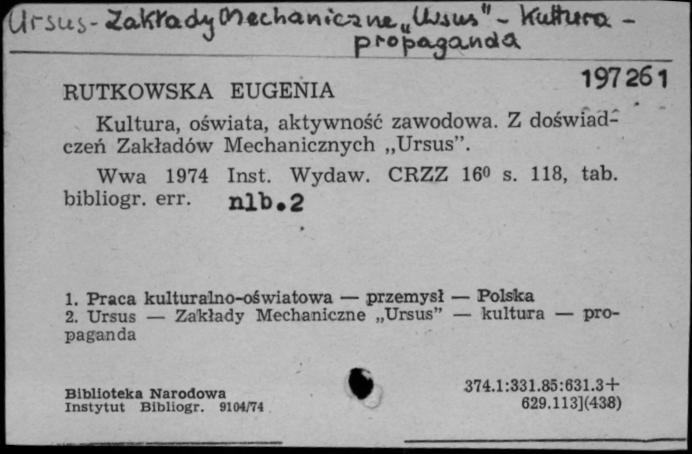 Ursus - Zakłady Mechaniczne „Ursus" - Kultura -
propaganda
197261
RUTKOWSKA EUGENIA
Kultura, oświata, aktywność zawodowa. Z doświad-
czeń Zakładów Mechanicznych „Ursus”.
Wwa 1974 Inst. Wydaw. CRZZ 16⁰ s. 118, tab.
bibliogr. err. nlb.2
1. Praca kulturalno-oświatowa — przemysł — Polska
2. Ursus — Zakłady Mechaniczne „Ursus” — kultura — pro-
paganda
Biblioteka Narodowa
Instytut Bibliogr. 9104/74
374.1:331.85:631.3+
629.113](438)